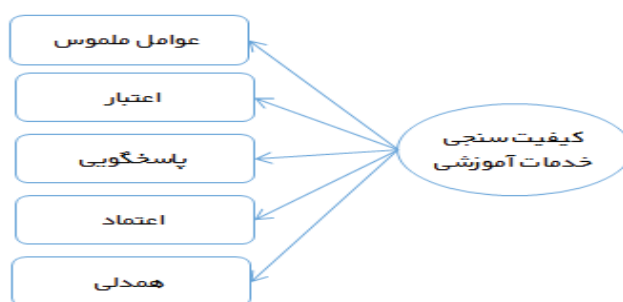 کیفیت سنجی
خدمات آموزشی
عوامل ملموس
اعتبار
پاسخگویی
اعتماد
همدلی